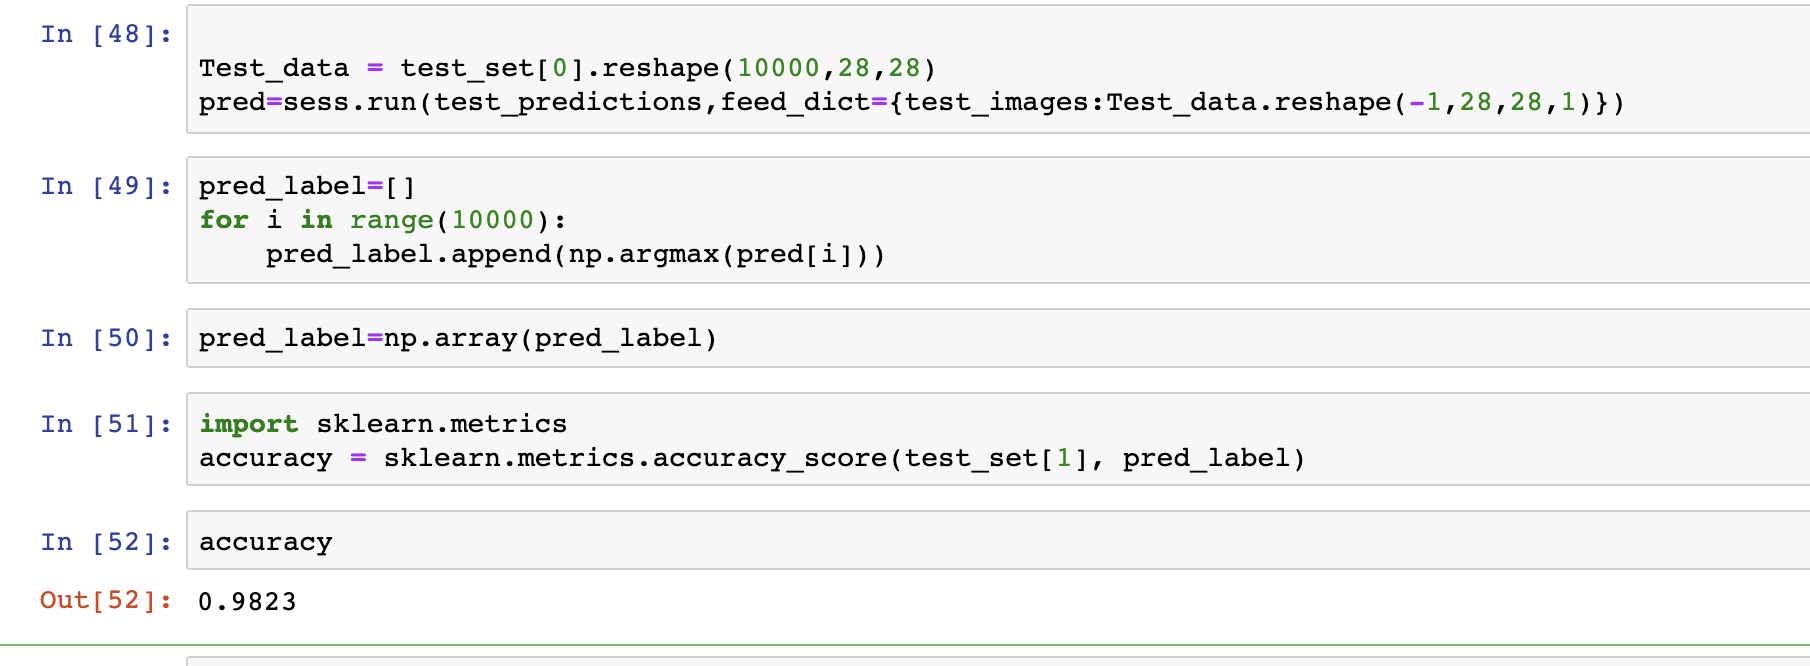 In [48]:
Test_data = test_set[0].reshape(10000,28,28)
pred=sess.run(test_predictions,feed_dict={test_images:Test_data.reshape(-1,28,28,1)})
In [49]: pred_label=[]
for i in range(10000):
    pred_label.append(np.argmax(pred[i]))
In [50]: pred_label=np.array(pred_label)
In [51]: import sklearn.metrics
accuracy = sklearn.metrics.accuracy_score(test_set[1], pred_label)
In [52]: accuracy
Out[52]: 0.9823